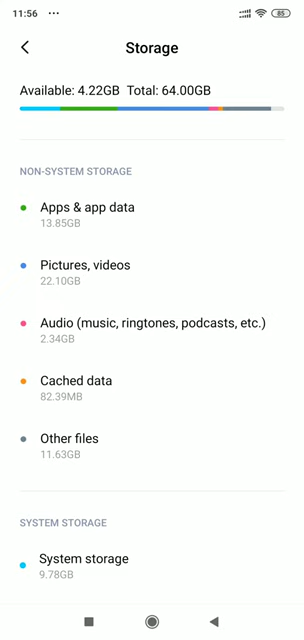 11:56 ... 85
Storage
Available: 4.22GB Total: 64.00GB
NON-SYSTEM STORAGE
Apps & app data
13.85GB
Pictures, videos
22.10GB
Audio (music, ringtones, podcasts, etc.)
2.34GB
Cached data
82.39MB
Other files
11.63GB
SYSTEM STORAGE
System storage
9.78GB